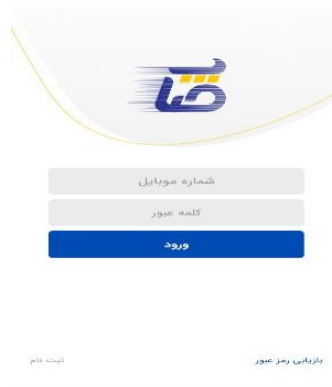 شماره موبایل
کلمه عبور
ورود
بازیابی رمز عبور
ثبت نام